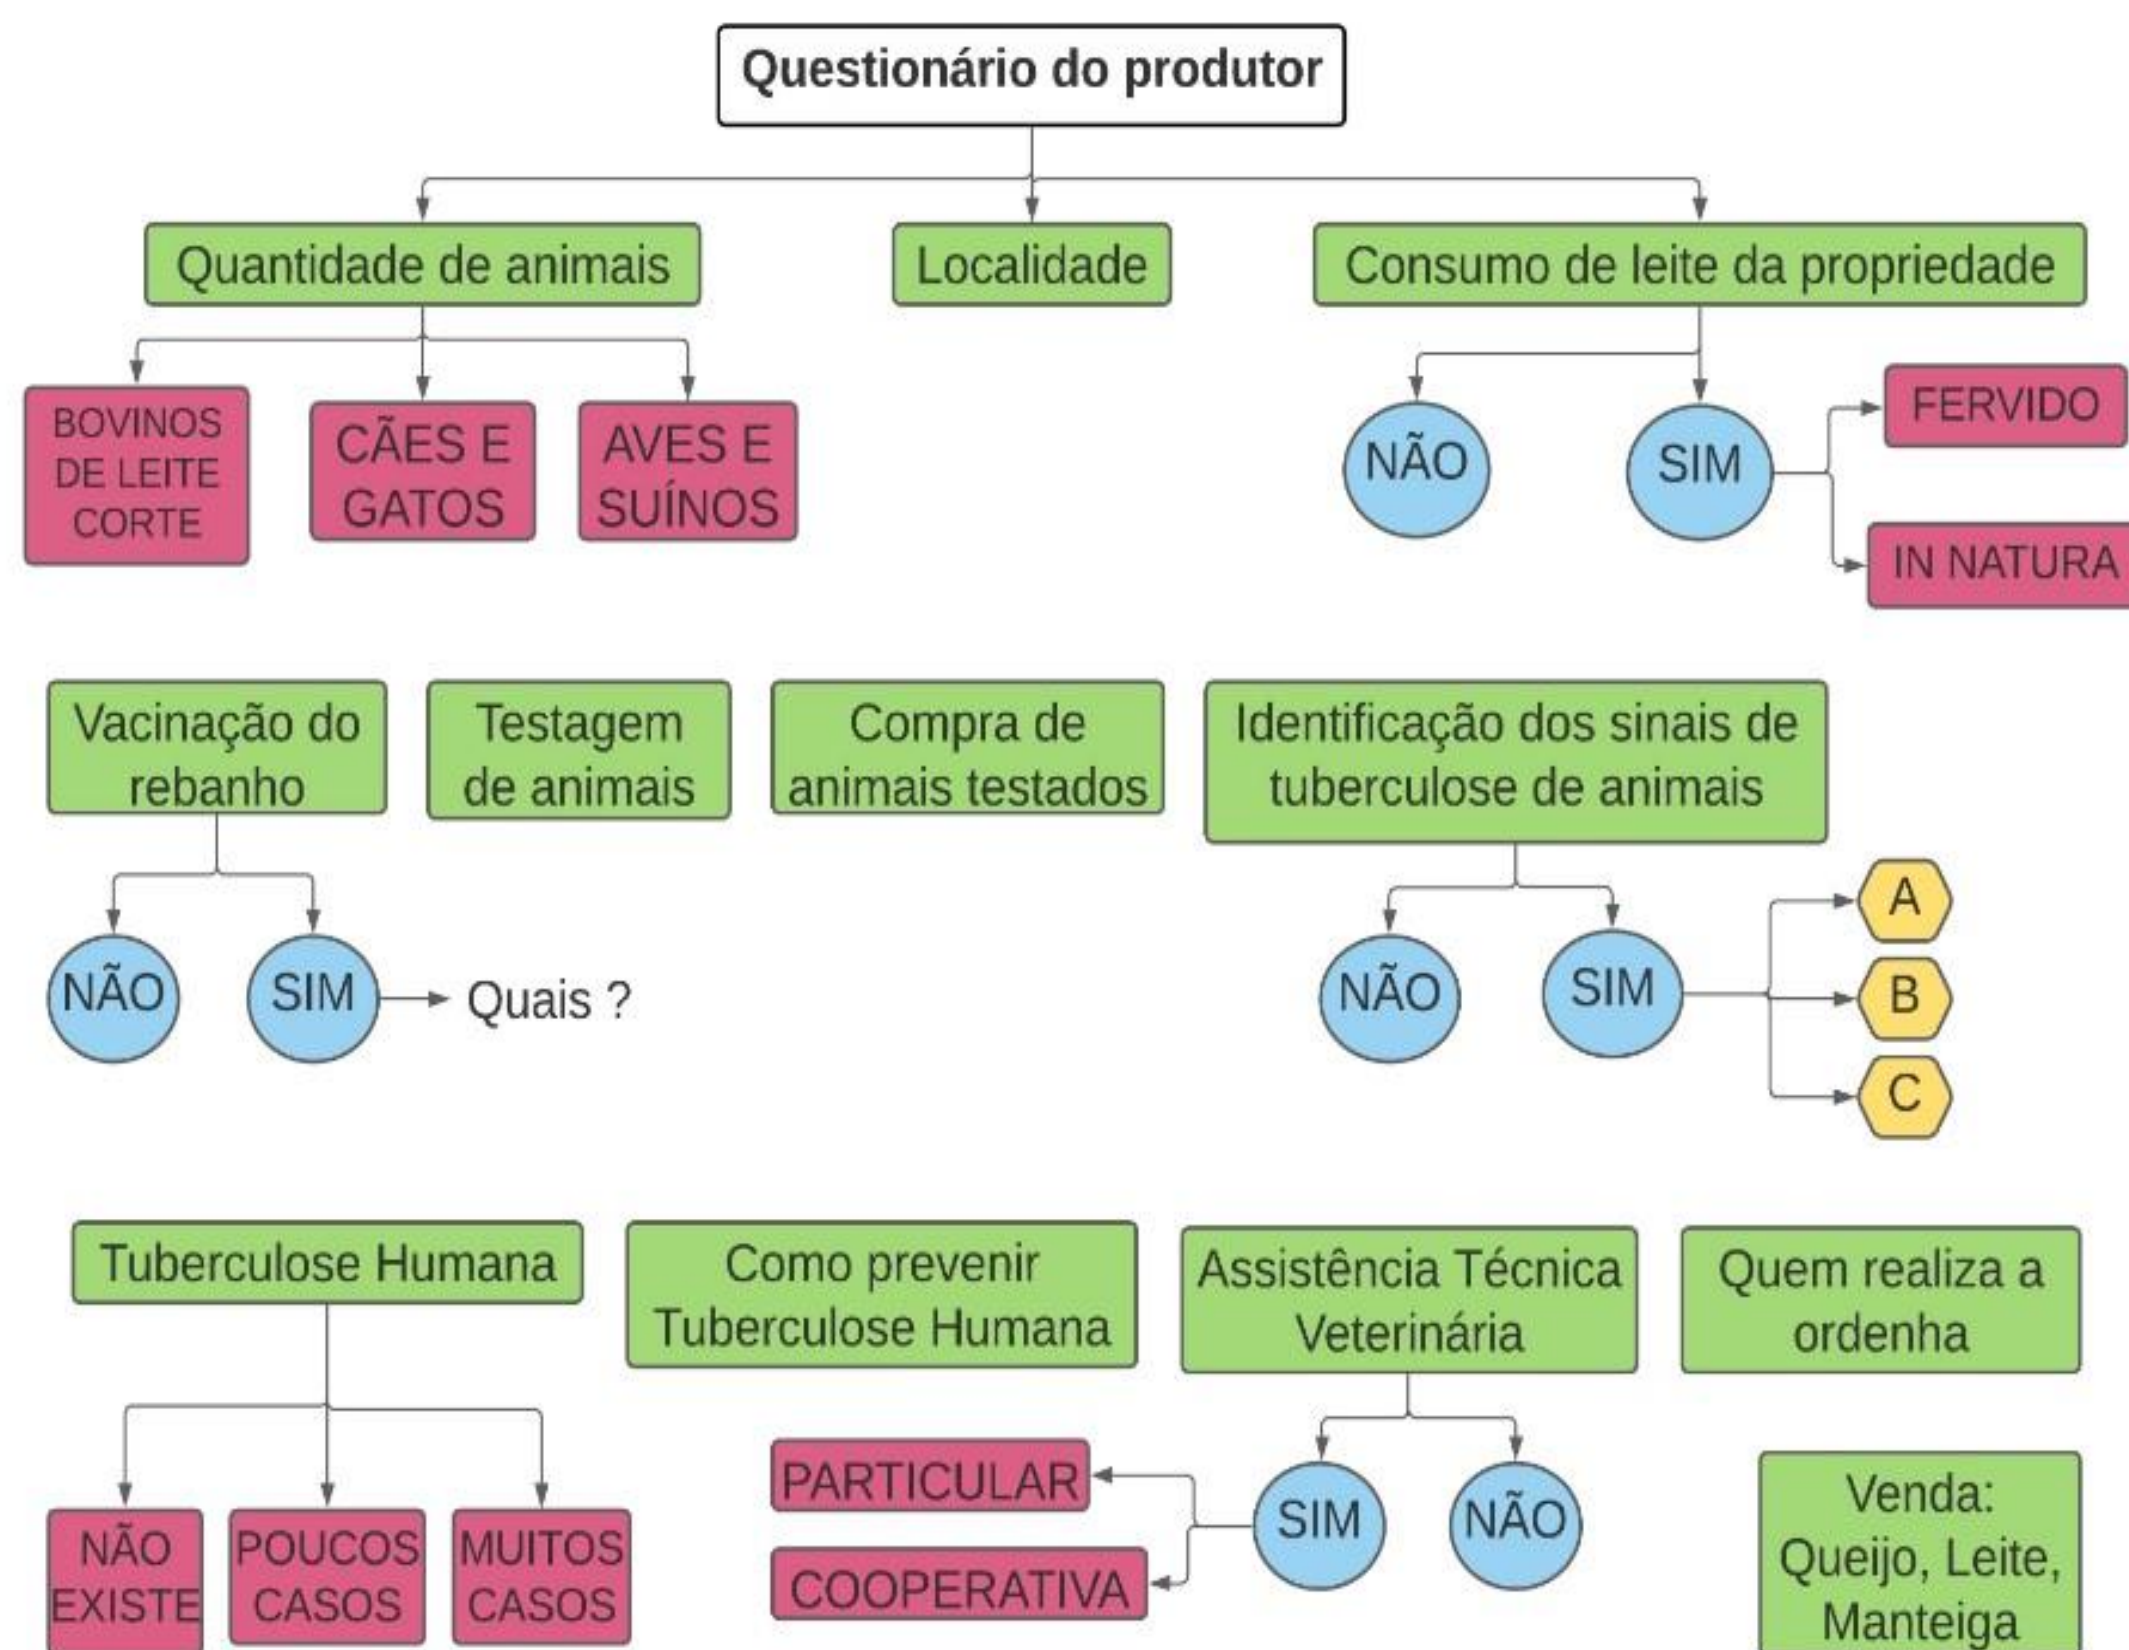 Questionário do produtor
Quantidade de animais
Localidade
Consumo de leite da propriedade
BOVINOS
DE LEITE
CORTE
CÃES E
GATOS
AVES E
SUÍNOS
NÃO
SIM
FERVIDO
IN NATURA
Vacinação do
rebanho
Testagem
de animais
Compra de
animais testados
Identificação dos sinais de
tuberculose de animais
NÃO
SIM
Quais ?
NÃO
SIM
A
B
C
Tuberculose Humana
Como prevenir
Tuberculose Humana
Assistência Técnica
Veterinária
Quem realiza a
ordenha
NÃO
EXISTE
POUCOS
CASOS
MUITOS
CASOS
PARTICULAR
COOPERATIVA
SIM
NÃO
Venda:
Queijo, Leite,
Manteiga